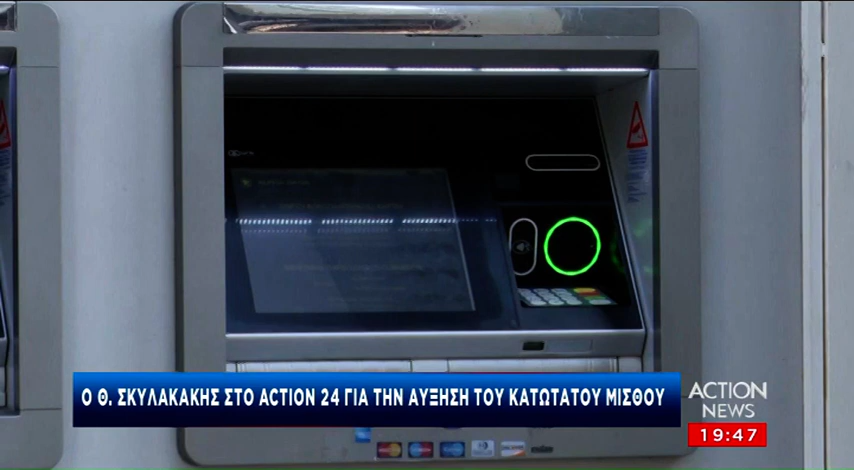 Ο Θ. ΣΚΥΛΑΚΑΚΗΣ ΣΤΟ ACTION 24 ΓΙΑ ΤΗΝ ΑΥΞΗΣΗ ΤΟΥ ΚΑΤΩΤΑΤΟΥ ΜΙΣΘΟΥ
ACTION
NEWS
19:47